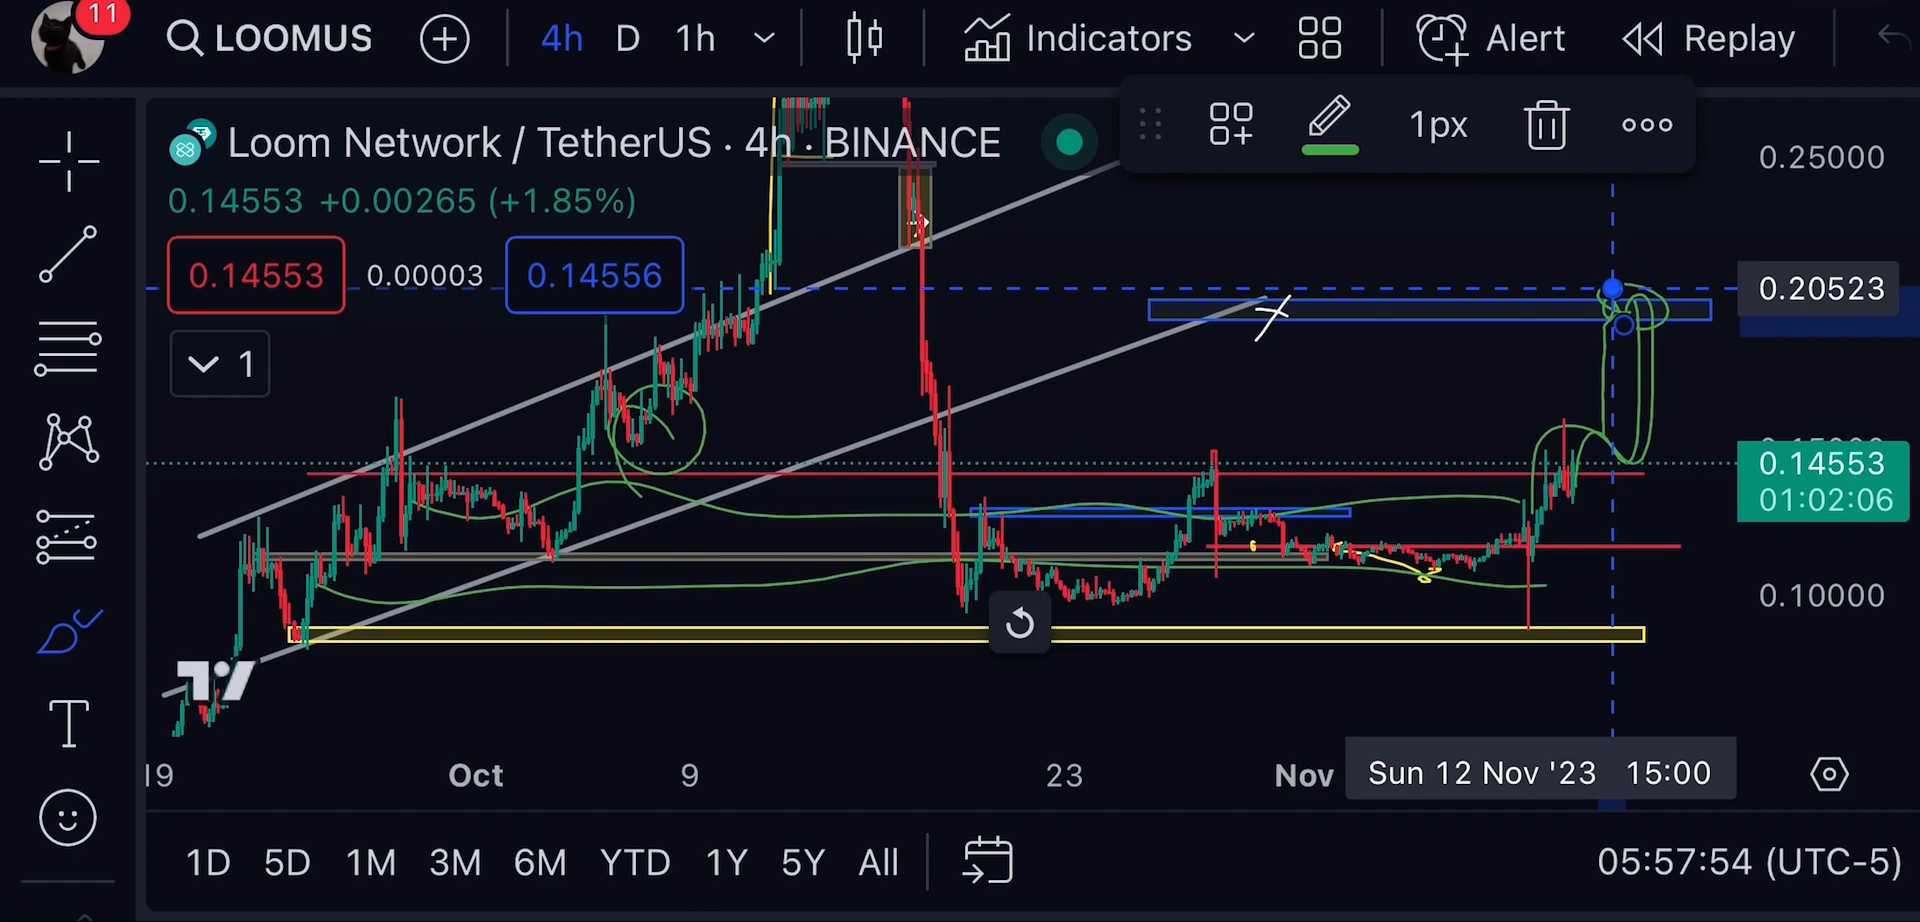 11
LOOMUS
4h D 1h
Indicators
Alert
Replay
Loom Network / TetherUS · 4h · BINANCE
1px
0.25000
0.14553 +0.00265 (+1.85%)
0.14553 0.00003 0.14556
0.20523
1
0.14553
01:02:06
6
0.10000
19 Oct 9 23 Nov
Sun 12 Nov '23 15:00
1D 5D 1M 3M 6M YTD 1Y 5Y All
05:57:54 (UTC-5)